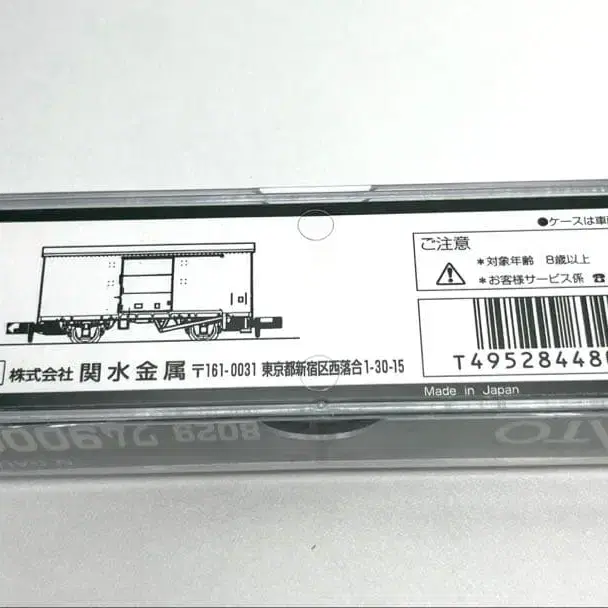 ●ケースは車
ご注意
＊対象年齢 8歳以上
＊お客様サービス係 ☎
T495284480
株式会社 関水金属 〒161-0031 東京都新宿区西落合1-30-15
Made in Japan